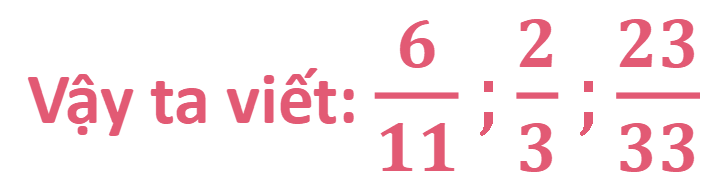 Vậy ta viết: 6/11 ; 2/3 ; 23/33